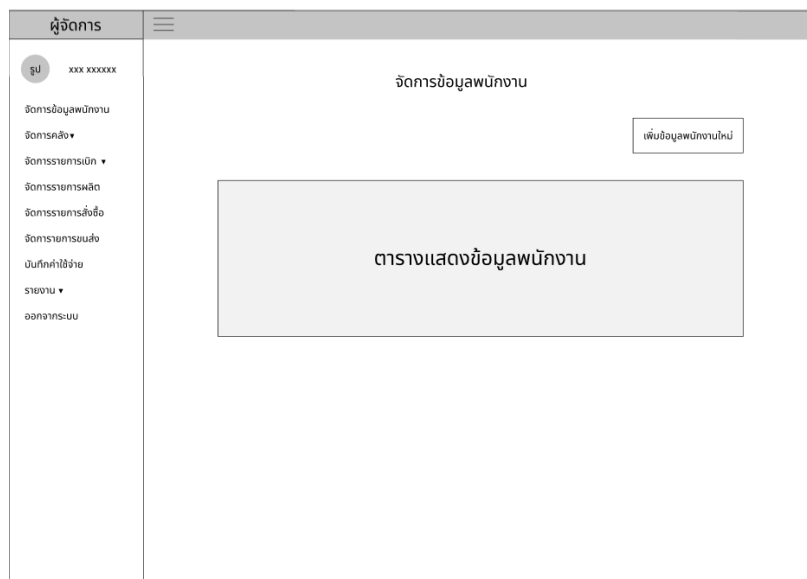 ผู้จัดการ
รูป xxx xxxxxx
จัดการข้อมูลพนักงาน
จัดการคลัง▾
จัดการรายการเบิก ▾
จัดการรายการผลิต
จัดการรายการสั่งซื้อ
จัดการายการขนส่ง
บันทึกค่าใช้จ่าย
รายงาน ▾
ออกจากระบบ
จัดการข้อมูลพนักงาน
เพิ่มข้อมูลพนักงานใหม่
ตารางแสดงข้อมูลพนักงาน